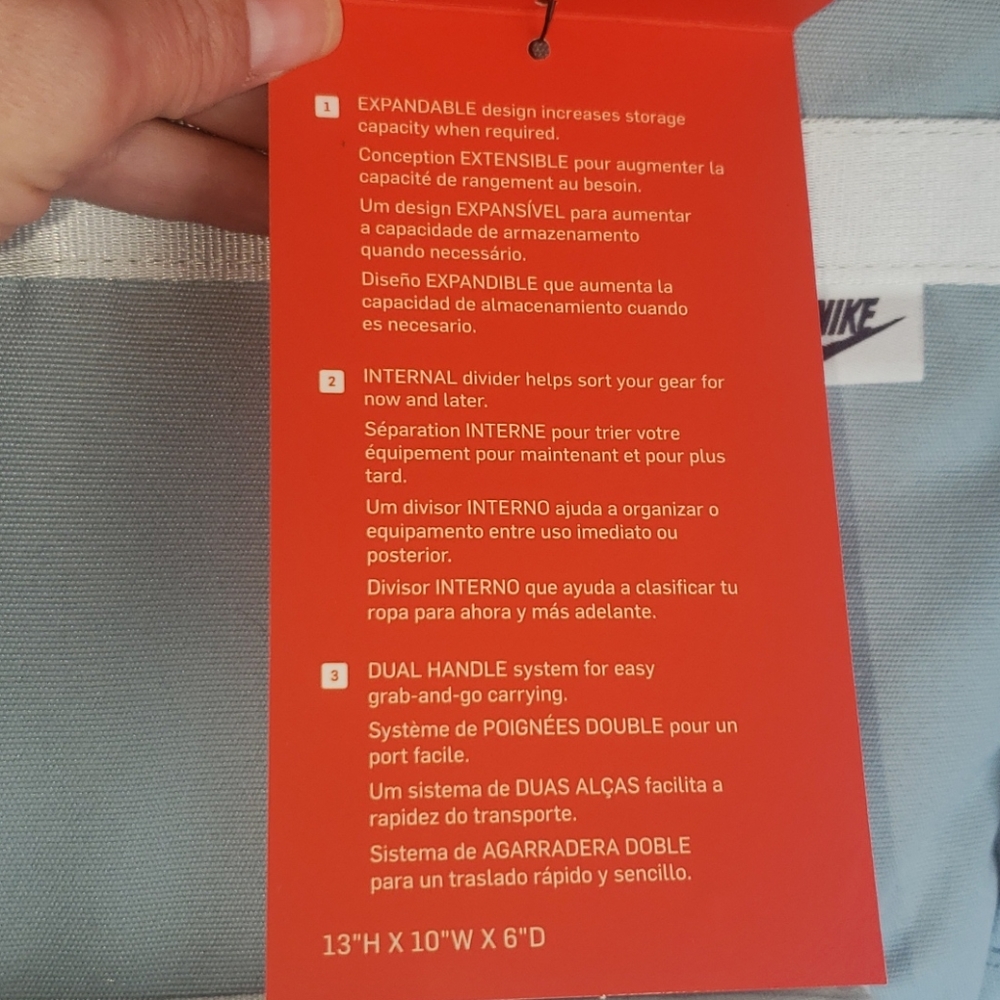 1 EXPANDABLE design increases storage
capacity when required.
Conception EXTENSIBLE pour augmenter la
capacité de rangement au besoin.
Um design EXPANSÍVEL para aumentar
a capacidade de armazenamento
quando necessário.
Diseño EXPANDIBLE que aumenta la
capacidad de almacenamiento cuando
es necesario.
2 INTERNAL divider helps sort your gear for
now and later.
Séparation INTERNE pour trier votre
équipement pour maintenant et pour plus
tard.
Um divisor INTERNO ajuda a organizar o
equipamento entre uso imediato ou
posterior.
Divisor INTERNO que ayuda a clasificar tu
ropa para ahora y más adelante.
3 DUAL HANDLE system for easy
grab-and-go carrying.
Système de POIGNÉES DOUBLE pour un
port facile.
Um sistema de DUAS ALÇAS facilita a
rapidez do transporte.
Sistema de AGARRADERA DOBLE
para un traslado rápido y sencillo.
13"H X 10"W X 6"D
NIKE